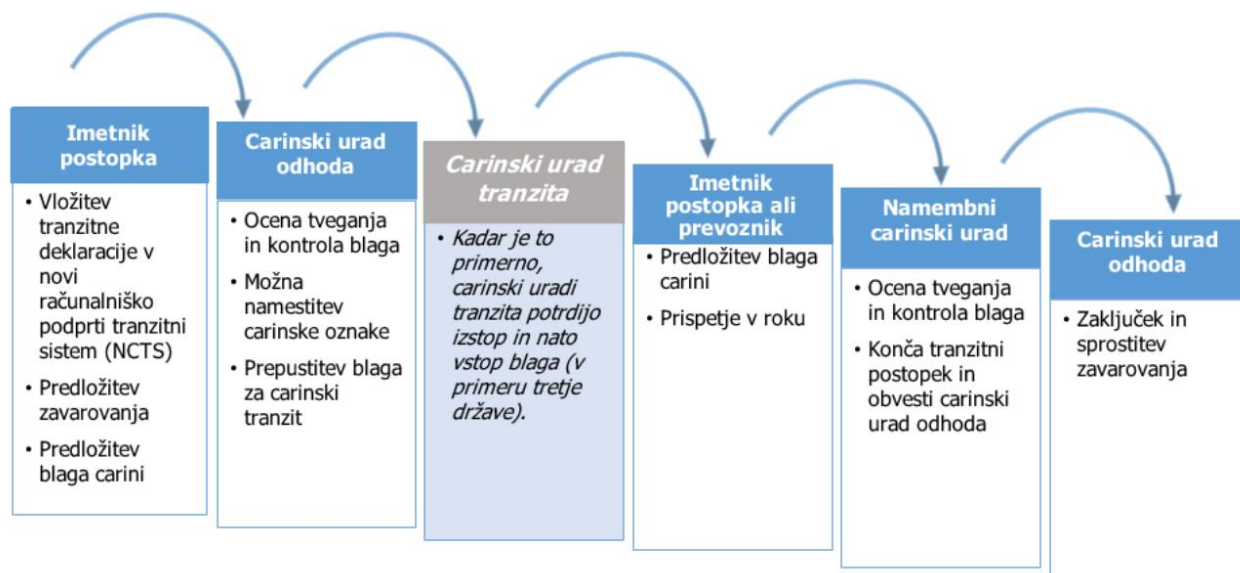 Imetnik
postopka
• Vložitev
tranzitne
deklaracije v
novi
računalniško
podprti tranzitni
sistem (NCTS)
• Predložitev
zavarovanja
• Predložitev
blaga carini
Carinski urad
odhoda
• Ocena tveganja
in kontrola blaga
• Možna
namestitev
carinske oznake
• Prepustitev blaga
za carinski
tranzit
Carinski urad
tranzita
• Kadar je to
primerno,
carinski uradi
tranzita potrdijo
izstop in nato
vstop blaga (v
primeru tretje
države).
Imetnik
postopka ali
prevoznik
• Predložitev blaga
carini
• Prispetje v roku
Namembni
carinski urad
• Ocena tveganja
in kontrola blaga
• Konča tranzitni
postopek in
obvesti carinski
urad odhoda
Carinski urad
odhoda
• Zaključek in
sprostitev
zavarovanja